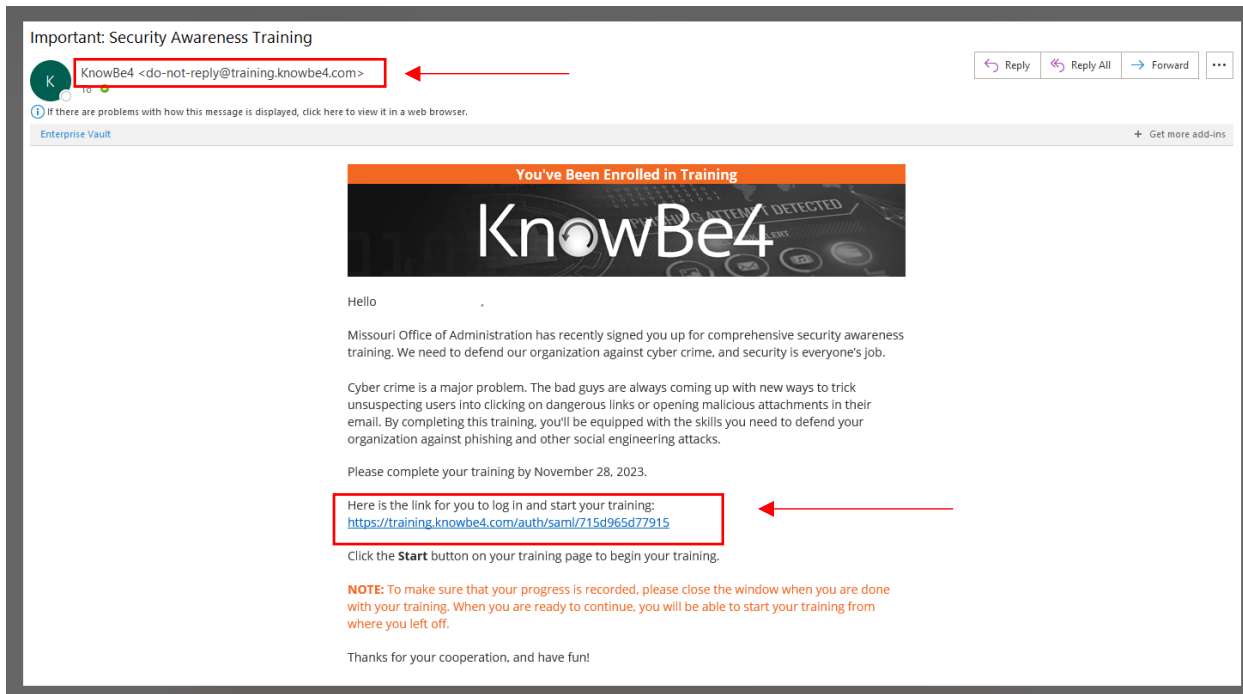 Important: Security Awareness Training
K
KnowBe4 <do-not-reply@training.knowbe4.com>
To
Reply
Reply All
Forward
If there are problems with how this message is displayed, click here to view it in a web browser.
Enterprise Vault
+ Get more add-ins
You've Been Enrolled in Training
PHISHING ATTEMPT DETECTED
KnowBe4
Hello ,
Missouri Office of Administration has recently signed you up for comprehensive security awareness
training. We need to defend our organization against cyber crime, and security is everyone's job.
Cyber crime is a major problem. The bad guys are always coming up with new ways to trick
unsuspecting users into clicking on dangerous links or opening malicious attachments in their
email. By completing this training, you'll be equipped with the skills you need to defend your
organization against phishing and other social engineering attacks.
Please complete your training by November 28, 2023.
Here is the link for you to log in and start your training:
https://training.knowbe4.com/auth/saml/715d965d77915
Click the Start button on your training page to begin your training.
NOTE: To make sure that your progress is recorded, please close the window when you are done
with your training. When you are ready to continue, you will be able to start your training from
where you left off.
Thanks for your cooperation, and have fun!